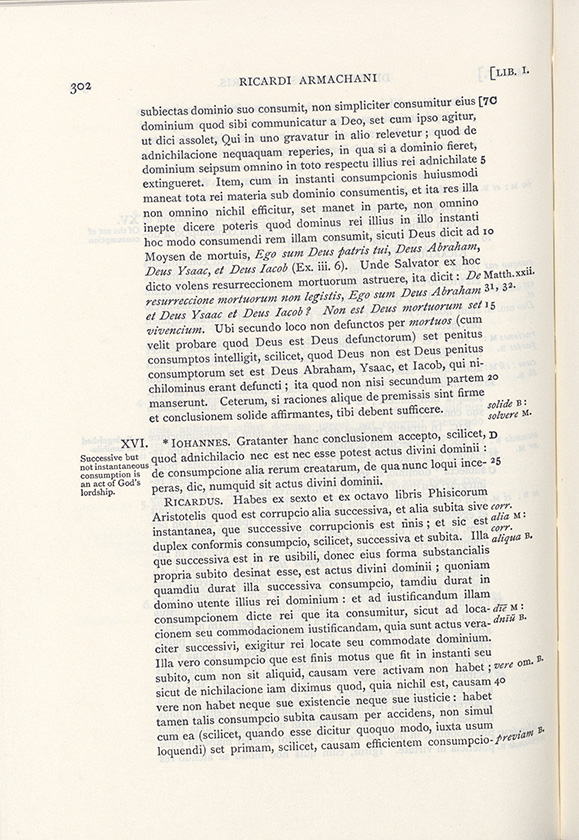 302
RICARDI ARMACHANI
[LIB. I.
subiectas dominio suo consumit, non simpliciter consumitur eius [7C
dominium quod sibi communicatur a Deo, set cum ipso agitur,
ut dici assolet, Qui in uno gravatur in alio relevetur ; quod de
adnichilacione nequaquam reperies, in qua si a dominio fieret,
dominium seipsum omnino in toto respectu illius rei adnichilate 5
extingueret. Item, cum in instanti consumpcionis huiusmodi
maneat tota rei materia sub dominio consumentis, et ita res illa
non omnino nichil efficitur, set manet in parte, non omnino
inepte dicere poteris quod dominus rei illius in illo instanti
hoc modo consumendi rem illam consumit, sicuti Deus dicit ad 10
Moysen de mortuis, Ego sum Deus patris tui, Deus Abraham,
Deus Ysaac, et Deus Iacob (Ex. iii. 6). Unde Salvator ex hoc
dicto volens resurreccionem mortuorum astruere, ita dicit : De Matth. xxii.
resurreccione mortuorum non legistis, Ego sum Deus Abraham 31, 32.
et Deus Ysaac et Deus Iacob ? Non est Deus mortuorum set 15
vivencium. Ubi secundo loco non defunctos per mortuos (cum
velit probare quod Deus est Deus defunctorum) set penitus
consumptos intelligit, scilicet, quod Deus non est Deus penitus
consumptorum set est Deus Abraham, Ysaac, et Iacob, qui ni-
chilominus erant defuncti ; ita quod non nisi secundum partem 20
manserunt. Ceterum, si raciones alique de premissis sint firme
et conclusionem solide affirmantes, tibi debent sufficere.
solide B :
solvere M.
XVI.
Successive but
not instantaneous
consumption is
an act of God's
lordship.
* IOHANNES. Gratanter hanc conclusionem accepto, scilicet, D
quod adnichilacio nec est nec esse potest actus divini dominii :
de consumpcione alia rerum creatarum, de qua nunc loqui ince- 25
peras, dic, numquid sit actus divini dominii.
RICARDUS. Habes ex sexto et ex octavo libris Phisicorum
Aristotelis quod est corrupcio alia successiva, et alia subita sive corr.
instantanea, que successive corrupcionis est finis ; et sic est alia M :
duplex conformis consumpcio, scilicet, successiva et subita. Illa corr. aliqua B.
que successiva est in re usibili, donec eius forma substancialis
propria subito desinat esse, est actus divini dominii ; quoniam
quamdiu durat illa successiva consumpcio, tamdiu durat in
domino utente illius rei dominium : et ad iustificandum illam
consumpcionem dicte rei que ita consumitur, sicut ad loca- dīē M :
cionem seu commodacionem iustificandam, quia sunt actus vera- dnīū B.
citer successivi, exigitur rei locate seu commodate dominium.
Illa vero consumpcio que est finis motus que fit in instanti seu
subito, cum non sit aliquid, causam vere activam non habet ; vere om. B.
sicut de nichilacione iam diximus quod, quia nichil est, causam 40
vere non habet neque sue existencie neque sue iusticie : habet
tamen talis consumpcio subita causam per accidens, non simul
cum ea (scilicet, quando esse dicitur quoquo modo, iuxta usum
loquendi) set primam, scilicet, causam efficientem consumpcio- previam B.